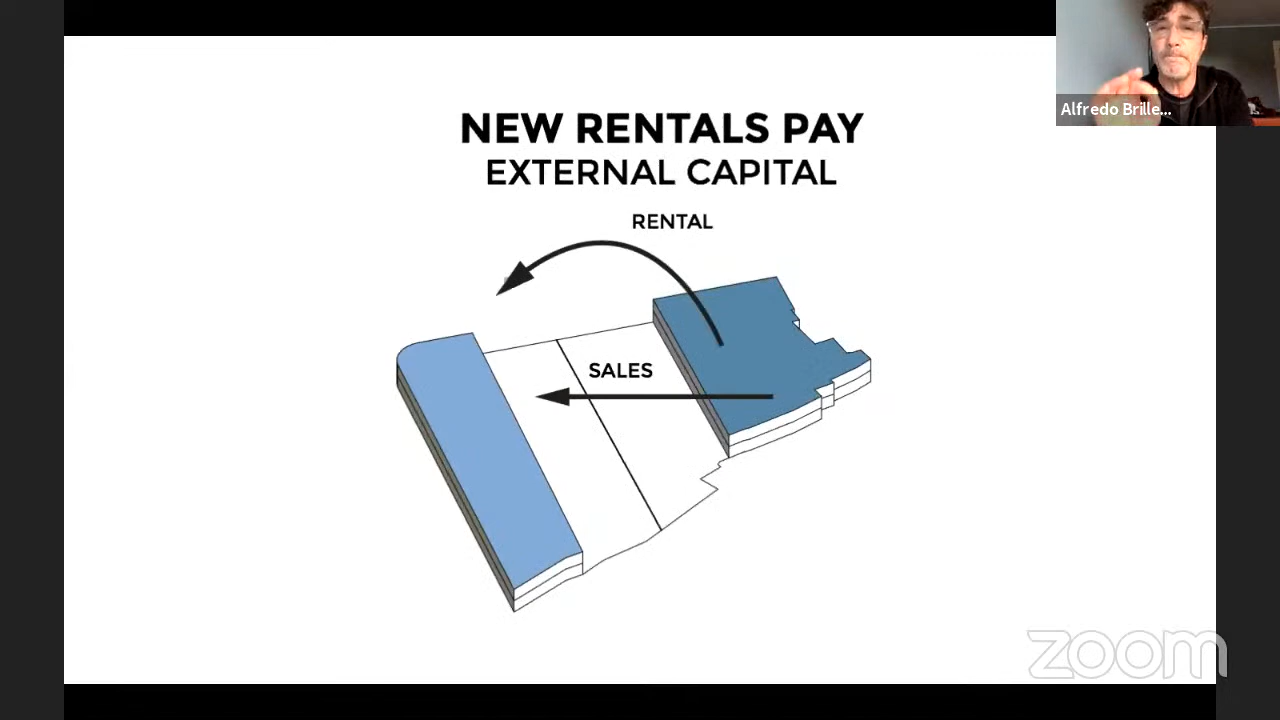 NEW RENTALS PAY
EXTERNAL CAPITAL
RENTAL
SALES
Alfredo Brille...
zoom